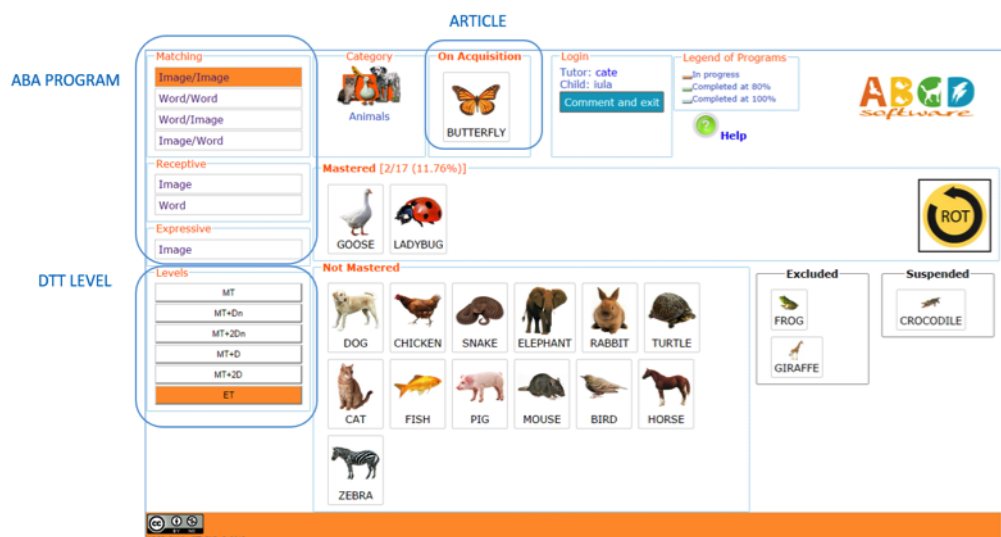 ARTICLE
ABA PROGRAM
Matching
Image/Image
Word/Word
Word/Image
Image/Word
Receptive
Image
Word
Expressive
Image
DTT LEVEL
Levels
MT
MT+Dn
MT+2Dn
MT+D
MT+2D
ET
Category
Animals
On Acquisition
BUTTERFLY
Login
Tutor: cate
Child: iula
Comment and exit
Legend of Programs
In progress
Completed at 80%
Completed at 100%
? Help
ABCD
software
Mastered [2/17 (11.76%)]
GOOSE LADYBUG
ROT
Not Mastered
DOG CHICKEN SNAKE ELEPHANT RABBIT TURTLE
CAT FISH PIG MOUSE BIRD HORSE
ZEBRA
Excluded
FROG
GIRAFFE
Suspended
CROCODILE
cc